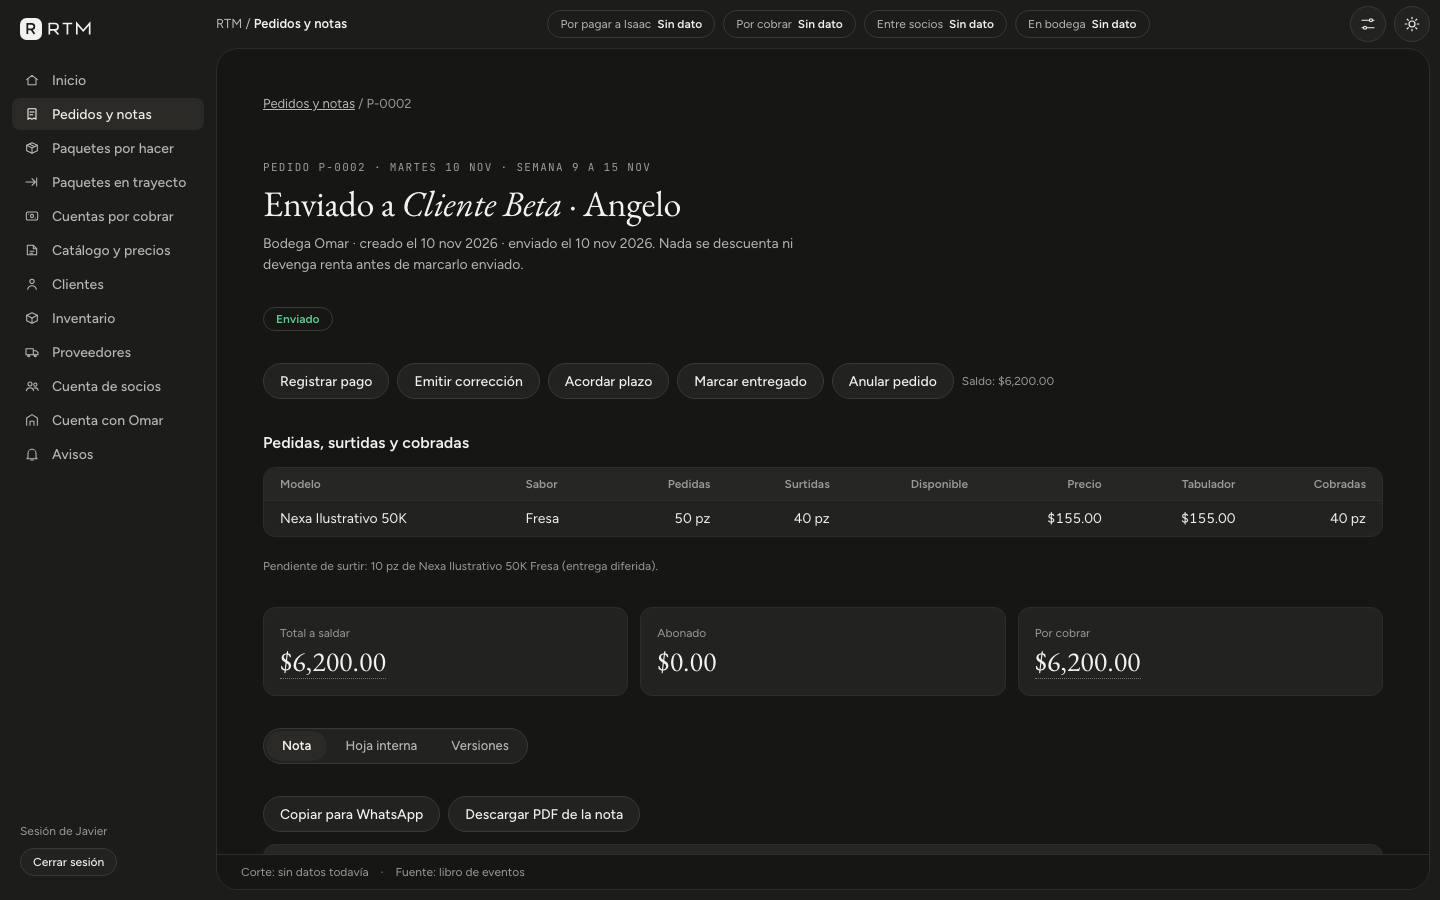 R RTM
RTM / Pedidos y notas
Por pagar a Isaac Sin dato
Por cobrar Sin dato
Entre socios Sin dato
En bodega Sin dato
Inicio
Pedidos y notas
Paquetes por hacer
Paquetes en trayecto
Cuentas por cobrar
Catálogo y precios
Clientes
Inventario
Proveedores
Cuenta de socios
Cuenta con Omar
Avisos
Sesión de Javier
Cerrar sesión
Pedidos y notas / P-0002
PEDIDO P-0002 · MARTES 10 NOV · SEMANA 9 A 15 NOV
Enviado a Cliente Beta · Angelo
Bodega Omar · creado el 10 nov 2026 · enviado el 10 nov 2026. Nada se descuenta ni
devenga renta antes de marcarlo enviado.
Enviado
Registrar pago Emitir corrección Acordar plazo Marcar entregado Anular pedido Saldo: $6,200.00
Pedidas, surtidas y cobradas
Modelo Sabor Pedidas Surtidas Disponible Precio Tabulador Cobradas
Nexa Ilustrativo 50K Fresa 50 pz 40 pz $155.00 $155.00 40 pz
Pendiente de surtir: 10 pz de Nexa Ilustrativo 50K Fresa (entrega diferida).
Total a saldar
$6,200.00
Abonado
$0.00
Por cobrar
$6,200.00
Nota Hoja interna Versiones
Copiar para WhatsApp Descargar PDF de la nota
Corte: sin datos todavía · Fuente: libro de eventos